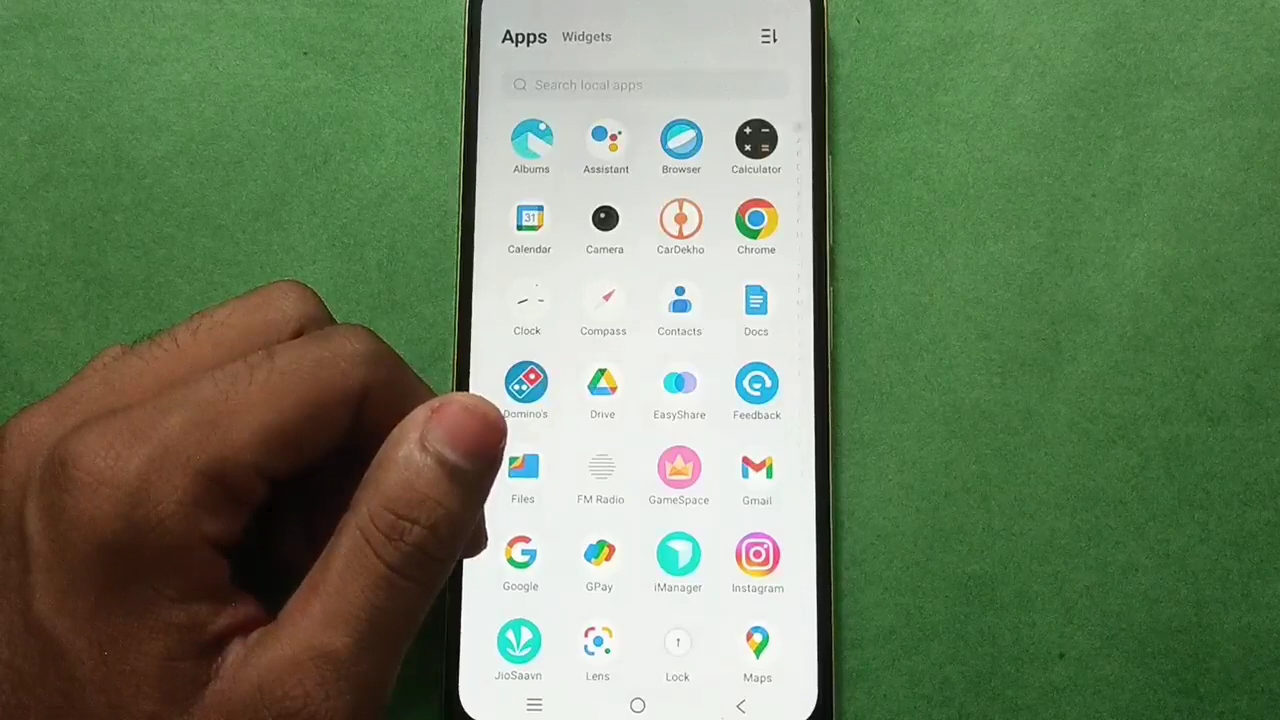 Apps Widgets
Search local apps
Albums Assistant Browser Calculator
31
Calendar Camera CarDekho Chrome
Clock Compass Contacts Docs
Domino's Drive EasyShare Feedback
Files FM Radio GameSpace Gmail
Google GPay iManager Instagram
JioSaavn Lens Lock Maps